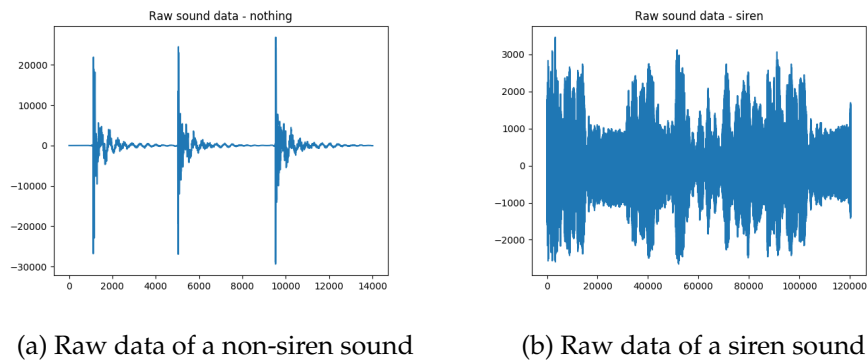 Raw sound data - nothing
20000
10000
0
−10000
−20000
−30000
0 2000 4000 6000 8000 10000 12000 14000
(a) Raw data of a non-siren sound
Raw sound data - siren
3000
2000
1000
0
−1000
−2000
0 20000 40000 60000 80000 100000 120000
(b) Raw data of a siren sound